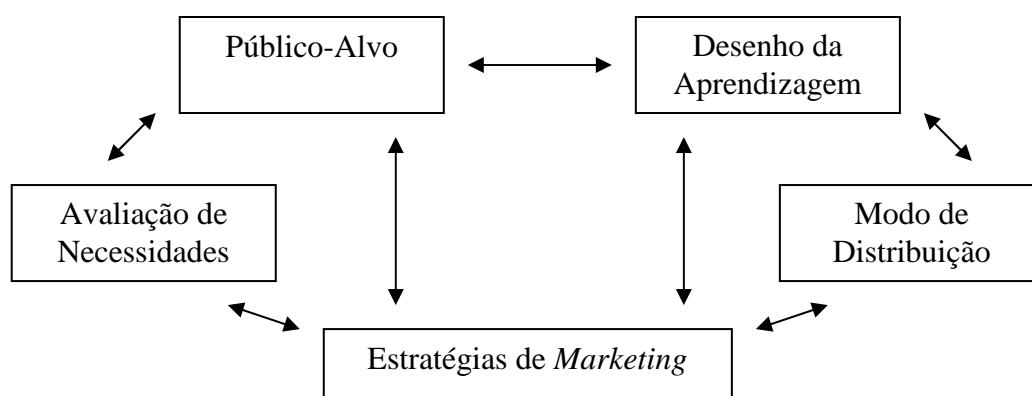 Público-Alvo
Desenho da
Aprendizagem
Avaliação de
Necessidades
Modo de
Distribuição
Estratégias de Marketing